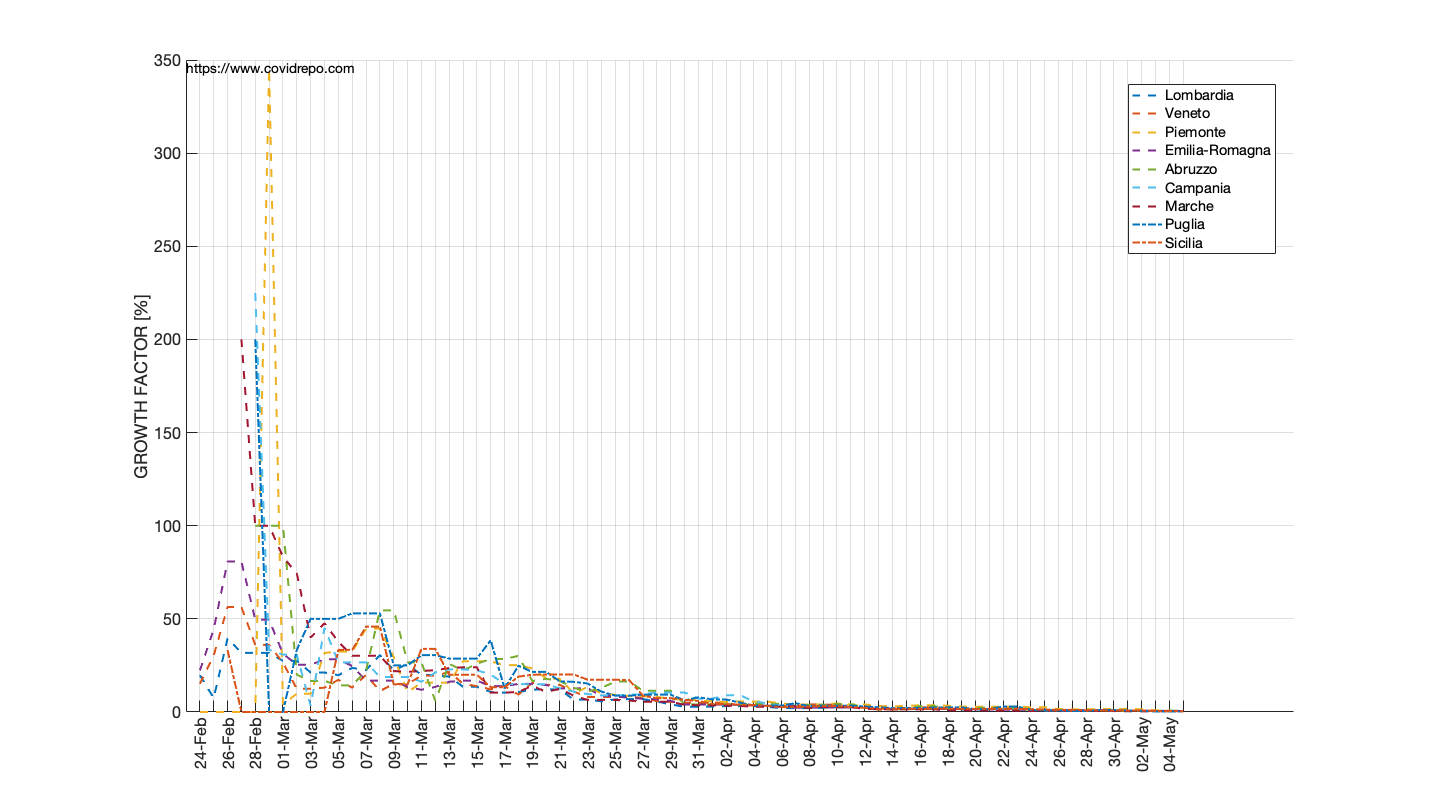 https://www.covidrepo.com
GROWTH FACTOR [%]
350
300
250
200
150
100
50
0
Lombardia
Veneto
Piemonte
Emilia-Romagna
Abruzzo
Campania
Marche
Puglia
Sicilia
24-Feb
26-Feb
28-Feb
01-Mar
03-Mar
05-Mar
07-Mar
09-Mar
11-Mar
13-Mar
15-Mar
17-Mar
19-Mar
21-Mar
23-Mar
25-Mar
27-Mar
29-Mar
31-Mar
02-Apr
04-Apr
06-Apr
08-Apr
10-Apr
12-Apr
14-Apr
16-Apr
18-Apr
20-Apr
22-Apr
24-Apr
26-Apr
28-Apr
30-Apr
02-May
04-May